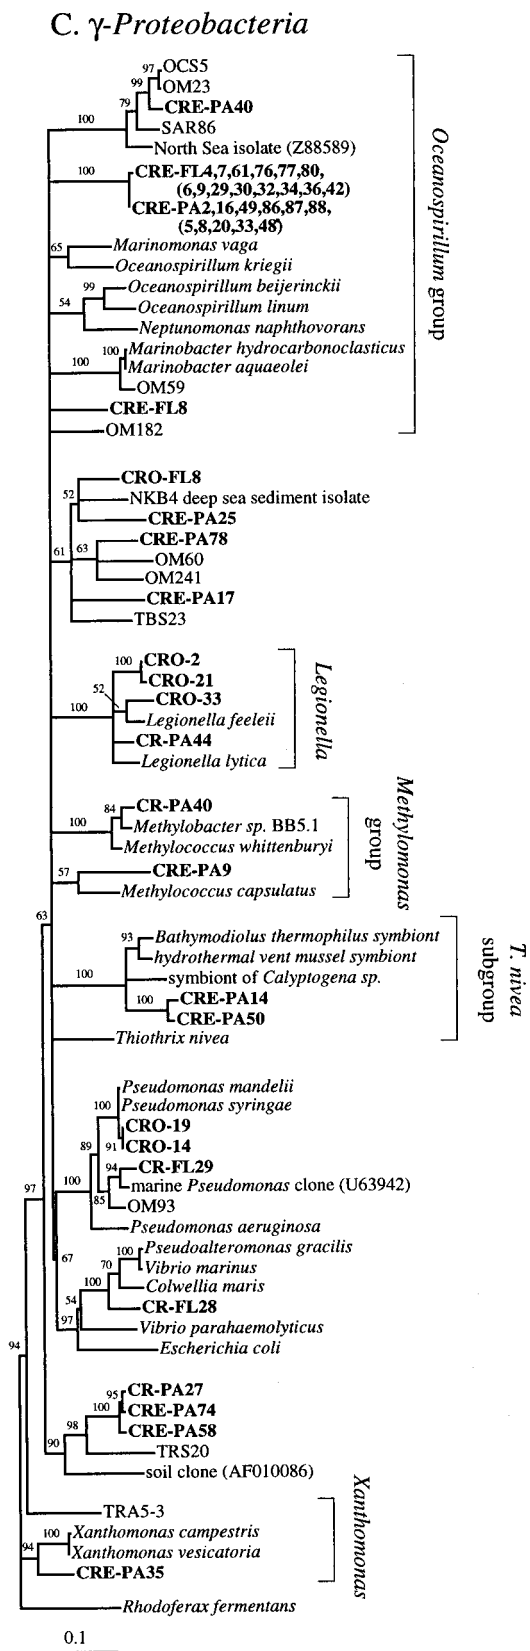 C. γ-Proteobacteria
97
OCS5
99
OM23
79
CRE-PA40
100
SAR86
North Sea isolate (Z88589)
100
CRE-FL4,7,61,76,77,80,
(6,9,29,30,32,34,36,42)
CRE-PA2,16,49,86,87,88,
(5,8,20,33,48)
65
Marinomonas vaga
Oceanospirillum kriegii
99
Oceanospirillum beijerinckii
54
Oceanospirillum linum
Neptunomonas naphthovorans
100
Marinobacter hydrocarbonoclasticus
100
Marinobacter aquaeolei
OM59
CRE-FL8
OM182
Oceanospirillum group
CRO-FL8
52
NKB4 deep sea sediment isolate
CRE-PA25
CRE-PA78
61
63
OM60
OM241
CRE-PA17
TBS23
100
CRO-2
CRO-21
52
CRO-33
100
Legionella feeleii
CR-PA44
Legionella lytica
Legionella
84
CR-PA40
100
Methylobacter sp. BB5.1
Methylococcus whittenburyi
57
CRE-PA9
Methylococcus capsulatus
Methylomonas
group
63
93
Bathymodiolus thermophilus symbiont
hydrothermal vent mussel symbiont
100
symbiont of Calyptogena sp.
100
CRE-PA14
CRE-PA50
Thiothrix nivea
T. nivea
subgroup
Pseudomonas mandelii
100
Pseudomonas syringae
CRO-19
89
91
CRO-14
94
CR-FL29
97
100
marine Pseudomonas clone (U63942)
85
OM93
Pseudomonas aeruginosa
67
100
Pseudoalteromonas gracilis
70
Vibrio marinus
100
Colwellia maris
54
CR-FL28
97
Vibrio parahaemolyticus
Escherichia coli
94
95
CR-PA27
100
CRE-PA74
98
CRE-PA58
90
TRS20
soil clone (AF010086)
TRA5-3
100
Xanthomonas campestris
94
Xanthomonas vesicatoria
CRE-PA35
Xanthomonas
Rhodoferax fermentans
0.1